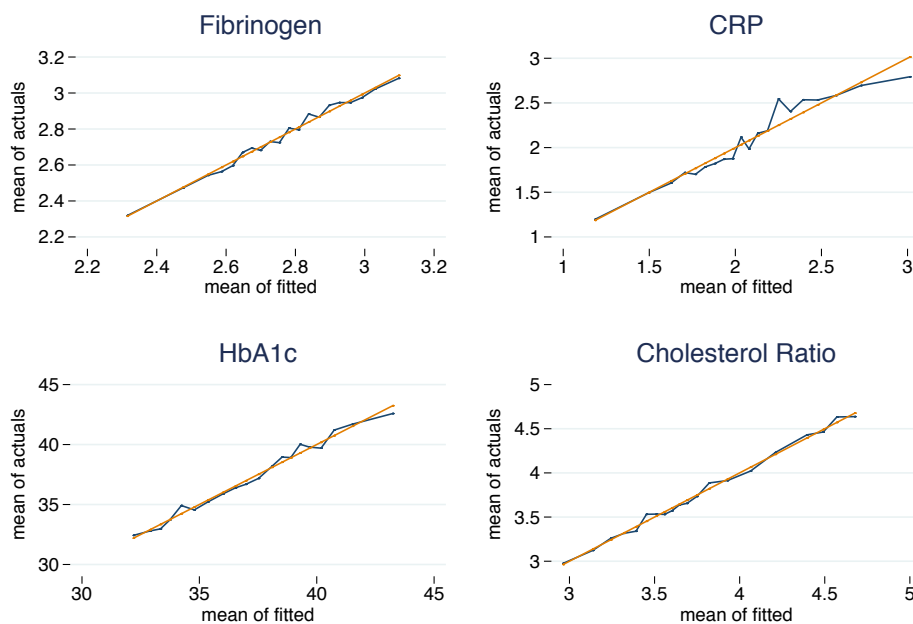 Fibrinogen
mean of actuals
3.2
3
2.8
2.6
2.4
2.2
2.2 2.4 2.6 2.8 3 3.2
mean of fitted
CRP
mean of actuals
3
2.5
2
1.5
1
1 1.5 2 2.5 3
mean of fitted
HbA1c
mean of actuals
45
40
35
30
30 35 40 45
mean of fitted
Cholesterol Ratio
mean of actuals
5
4.5
4
3.5
3
3 3.5 4 4.5 5
mean of fitted